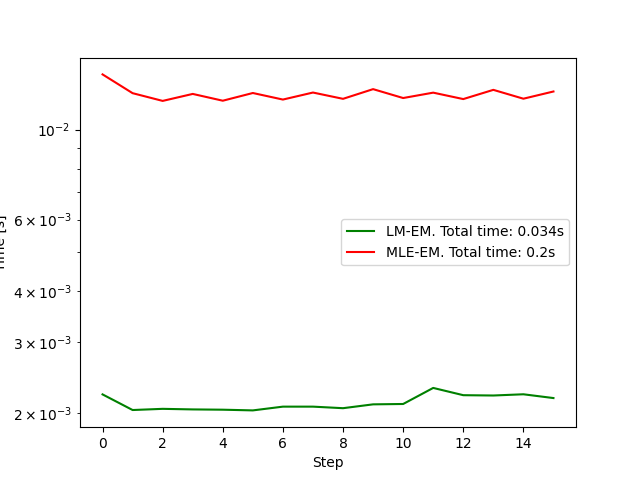 10⁻²
6 × 10⁻³
4 × 10⁻³
3 × 10⁻³
2 × 10⁻³
LM-EM. Total time: 0.034s
MLE-EM. Total time: 0.2s
0 2 4 6 8 10 12 14
Step